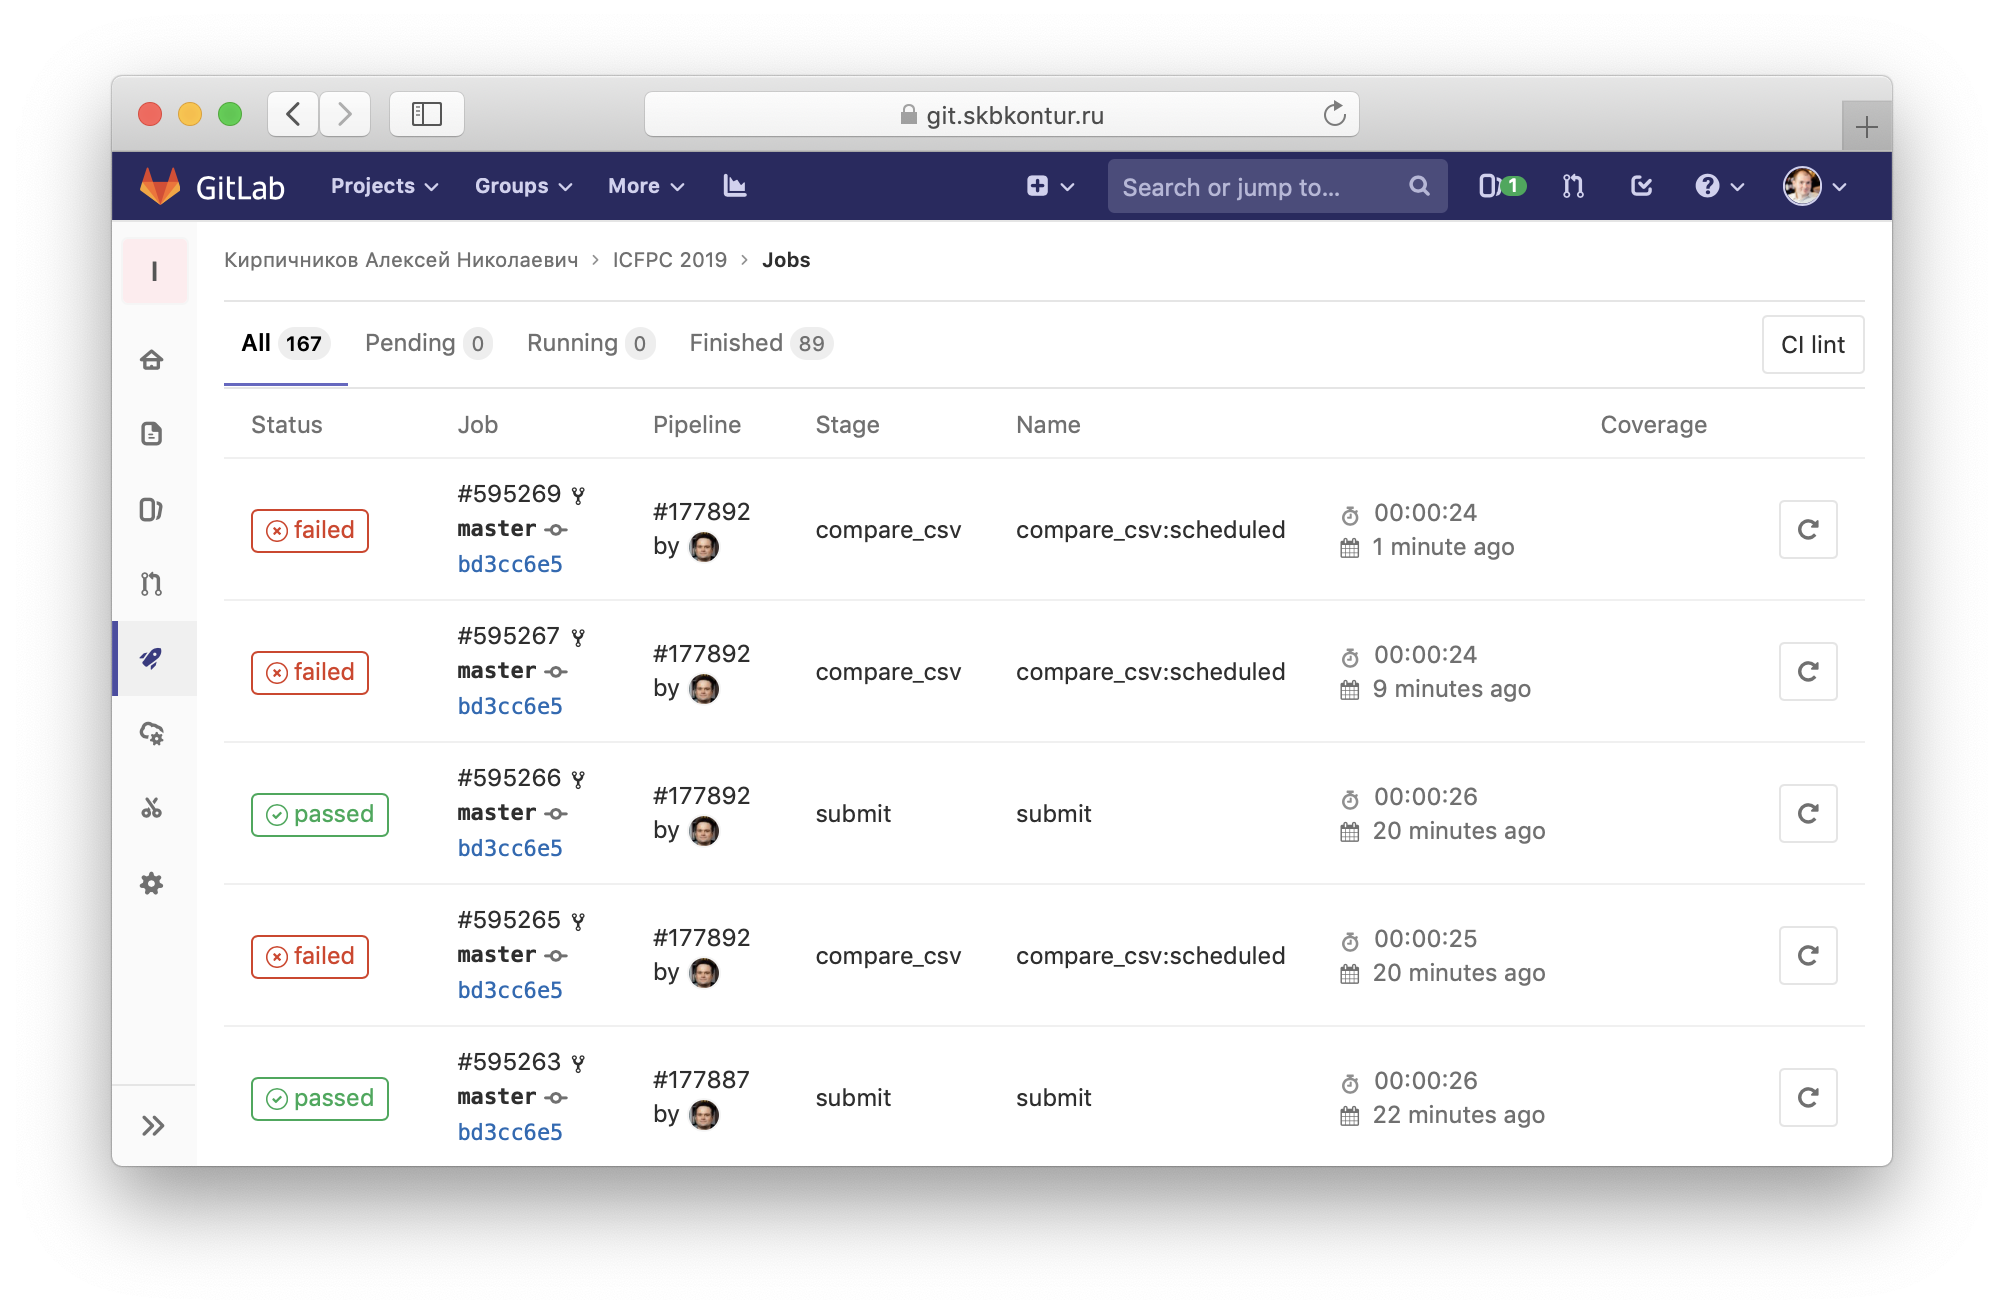 git.skbkontur.ru
GitLab Projects Groups More Search or jump to... 1
I
Кирпичников Алексей Николаевич > ICFPC 2019 > Jobs
All 167 Pending 0 Running 0 Finished 89 CI lint
Status Job Pipeline Stage Name Coverage
failed #595269 master bd3cc6e5 #177892 by compare_csv compare_csv:scheduled 00:00:24 1 minute ago
failed #595267 master bd3cc6e5 #177892 by compare_csv compare_csv:scheduled 00:00:24 9 minutes ago
passed #595266 master bd3cc6e5 #177892 by submit submit 00:00:26 20 minutes ago
failed #595265 master bd3cc6e5 #177892 by compare_csv compare_csv:scheduled 00:00:25 20 minutes ago
passed #595263 master bd3cc6e5 #177887 by submit submit 00:00:26 22 minutes ago